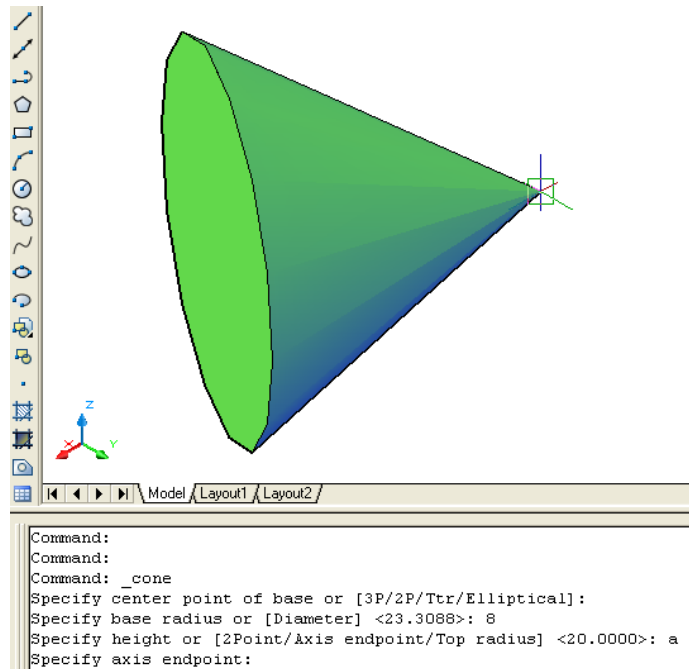 Z
X
Y
Model Layout1 Layout2
Command:
Command:
Command: _cone
Specify center point of base or [3P/2P/Ttr/Elliptical]:
Specify base radius or [Diameter] <23.3088>: 8
Specify height or [2Point/Axis endpoint/Top radius] <20.0000>: a
Specify axis endpoint: